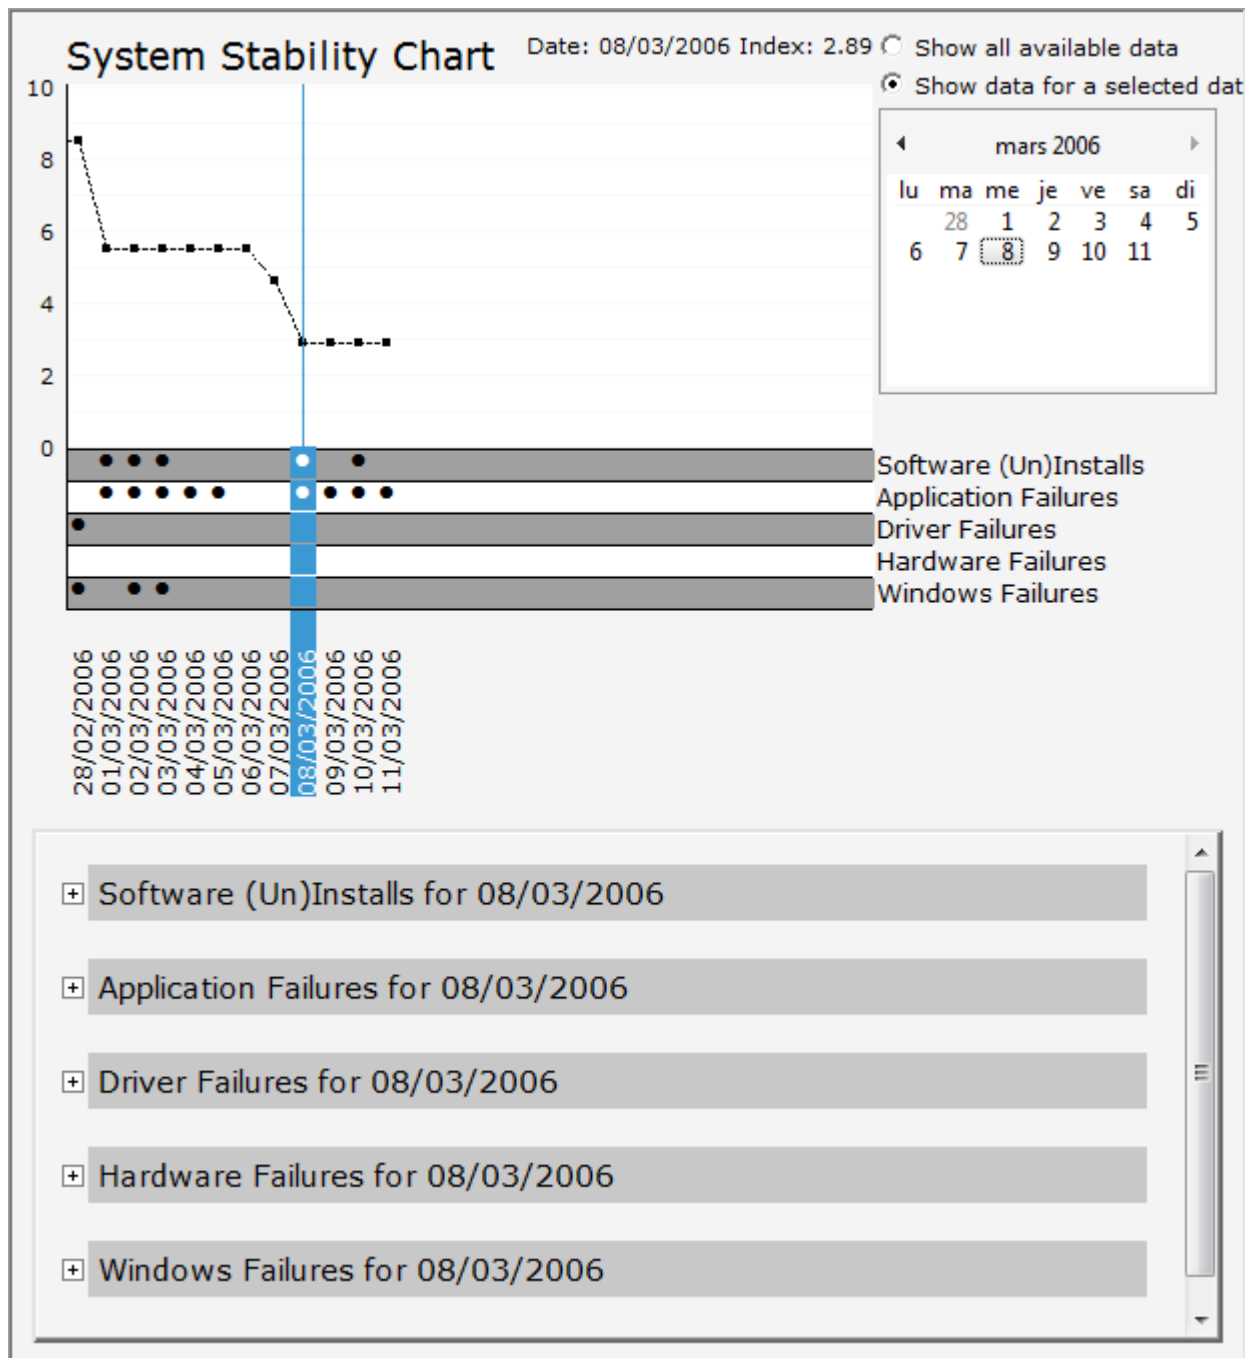 System Stability Chart
Date: 08/03/2006 Index: 2.89
Show all available data
Show data for a selected dat
mars 2006
lu ma me je ve sa di
28 1 2 3 4 5
6 7 8 9 10 11
10
8
6
4
2
0
Software (Un)Installs
Application Failures
Driver Failures
Hardware Failures
Windows Failures
28/02/2006
01/03/2006
02/03/2006
03/03/2006
04/03/2006
05/03/2006
06/03/2006
07/03/2006
08/03/2006
09/03/2006
10/03/2006
11/03/2006
Software (Un)Installs for 08/03/2006
Application Failures for 08/03/2006
Driver Failures for 08/03/2006
Hardware Failures for 08/03/2006
Windows Failures for 08/03/2006